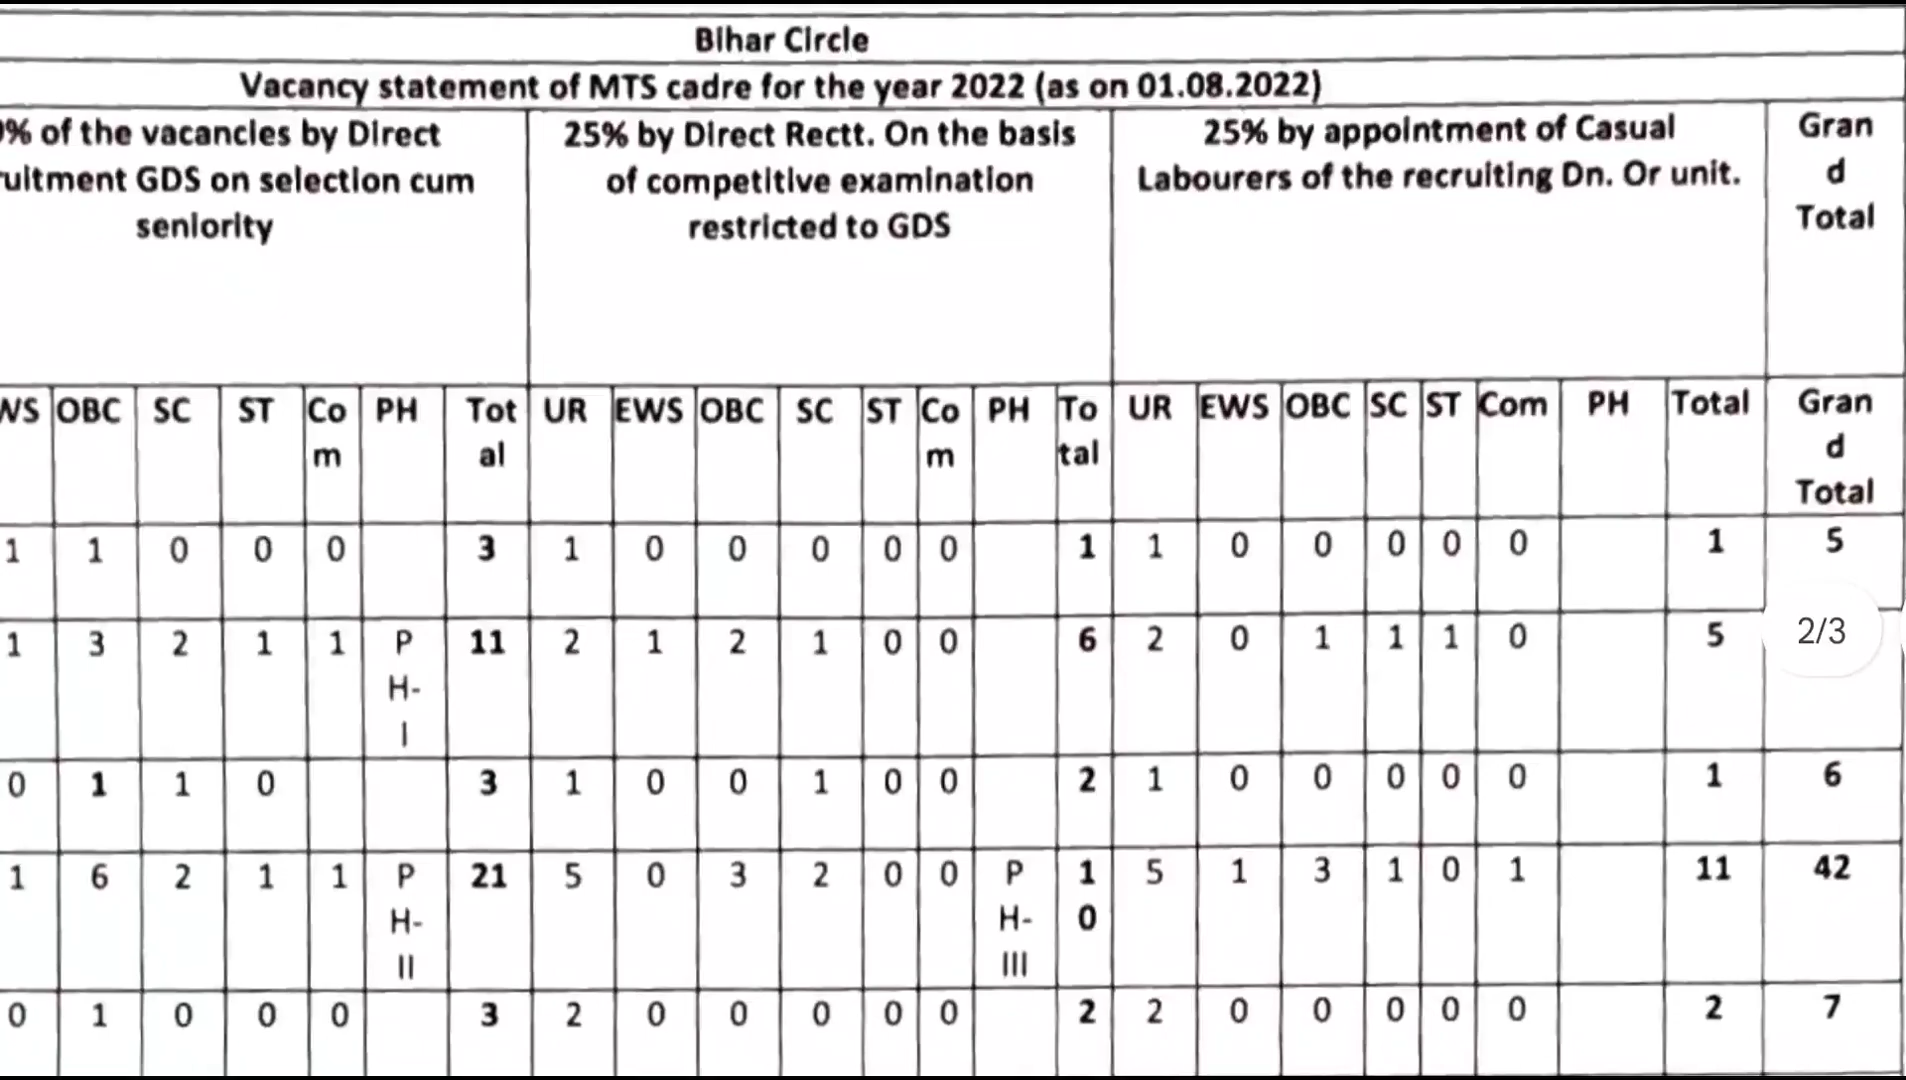 Bihar Circle
Vacancy statement of MTS cadre for the year 2022 (as on 01.08.2022)
% of the vacancies by Direct
uitment GDS on selection cum
seniority
25% by Direct Rectt. On the basis
of competitive examination
restricted to GDS
25% by appointment of Casual
Labourers of the recruiting Dn. Or unit.
Gran
d
Total
WS OBC SC ST Co m PH Tot al UR EWS OBC SC ST Co m PH To tal UR EWS OBC SC ST Com PH Total Gran d Total
1 1 0 0 0 3 1 0 0 0 0 0 1 1 0 0 0 0 0 1 5
1 3 2 1 1 P H- I 11 2 1 2 1 0 0 6 2 0 1 1 1 0 5
2/3
0 1 1 0 3 1 0 0 1 0 0 2 1 0 0 0 0 0 1 6
1 6 2 1 1 P H- II 21 5 0 3 2 0 0 P H- III 1 0 5 1 3 1 0 1 11 42
0 1 0 0 0 3 2 0 0 0 0 0 2 2 0 0 0 0 0 2 7